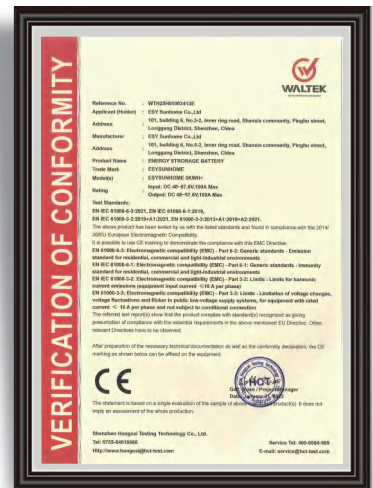 VERIFICATION OF CONFORMITY
WALTEK
Reference No. :
Applicant (Holder) : ESY Sunhome Co.,Ltd
Address : 101, building 6, No.5-2, inner ring road, Shanxia community, Pinghu street,
Longgang District, Shenzhen, China
Manufacturer : ESY Sunhome Co.,Ltd
Address : 101, building 6, No.5-2, inner ring road, Shanxia community, Pinghu street,
Longgang District, Shenzhen, China
Product Name : ENERGY STRORAGE BATTERY
Trade Mark : ESYSUNHOME
Model(s) : ESYSUNHOME 5KWH+
Rating : Input: DC 48~57.6V,100A Max
Output: DC 48~57.6V,100A Max
Test Standards:
EN IEC 61000-6-3:2021, EN IEC 61000-6-1:2019,
EN IEC 61000-3-2:2019+A1:2021, EN 61000-3-3:2013+A1:2019+A2:2021.
The above product has been tested by us with the listed standards and found in compliance with the 2014/
30/EU European Electromagnetic Compatibility.
It is possible to use CE marking to demonstrate the compliance with this EMC Directive.
EN 61000-6-3: Electromagnetic compatibility (EMC) - Part 6-3: Generic standards - Emission
standard for residential, commercial and light-industrial environments
EN IEC 61000-6-1: Electromagnetic compatibility (EMC) - Part 6-1: Generic standards - Immunity
standard for residential, commercial and light-industrial environments
EN IEC 61000-3-2: Electromagnetic compatibility (EMC) - Part 3-2: Limits - Limits for harmonic
current emissions (equipment input current ≤16 A per phase)
EN 61000-3-3: Electromagnetic compatibility (EMC) - Part 3-3: Limits -Limitation of voltage changes,
voltage fluctuations and flicker in public low-voltage supply systems, for equipment with rated
current ≤ 16 A per phase and not subject to conditional connection
The referred test report(s) show that the product complies with standard(s) recognized as giving
presumption of compliance with the essential requirements in the above mentioned EU Directive. Other
relevant Directives have to be observed.
After preparation of the necessary technical documentation as well as the conformity declaration, the CE
marking as shown below can be affixed on the equipment.
CE
HCT
/ Project Manager
Date:
The statement is based on a single evaluation of the sample of above product(s). It does not
imply an assessment of the whole production.
Shenzhen Hongcai Testing Technology Co., Ltd.
Tel: 0755-84616666
Service Tel: 400-0066-989
Http://www.hongcai@hct-test.com
E-mail: service@hct-test.com